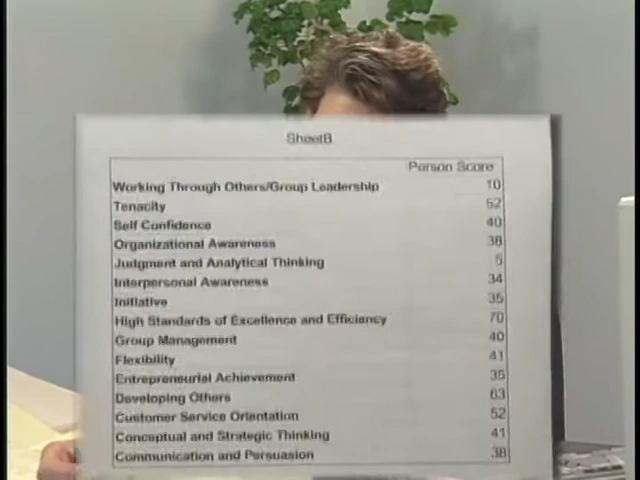 SheetB
Person Score
Working Through Others/Group Leadership 10
Tenacity 52
Self Confidence 40
Organizational Awareness 38
Judgment and Analytical Thinking 5
Interpersonal Awareness 34
Initiative 35
High Standards of Excellence and Efficiency 70
Group Management 40
Flexibility 41
Entrepreneurial Achievement 35
Developing Others 63
Customer Service Orientation 52
Conceptual and Strategic Thinking 41
Communication and Persuasion 38